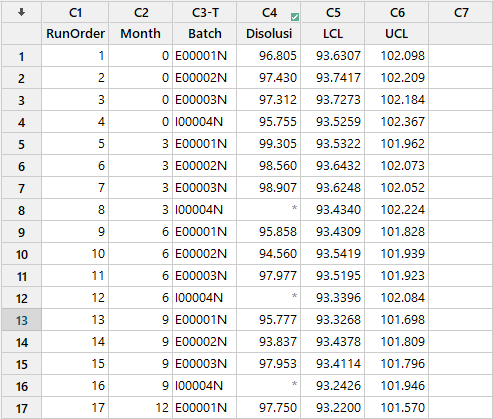 C1 C2 C3-T C4 C5 C6 C7
RunOrder Month Batch Disolusi LCL UCL
1 1 0 E00001N 96.805 93.6307 102.098
2 2 0 E00002N 97.430 93.7417 102.209
3 3 0 E00003N 97.312 93.7273 102.184
4 4 0 I00004N 95.755 93.5259 102.367
5 5 3 E00001N 99.305 93.5322 101.962
6 6 3 E00002N 98.560 93.6432 102.073
7 7 3 E00003N 98.907 93.6248 102.052
8 8 3 I00004N * 93.4340 102.224
9 9 6 E00001N 95.858 93.4309 101.828
10 10 6 E00002N 94.560 93.5419 101.939
11 11 6 E00003N 97.977 93.5195 101.923
12 12 6 I00004N * 93.3396 102.084
13 13 9 E00001N 95.777 93.3268 101.698
14 14 9 E00002N 93.837 93.4378 101.809
15 15 9 E00003N 97.953 93.4114 101.796
16 16 9 I00004N * 93.2426 101.946
17 17 12 E00001N 97.750 93.2200 101.570